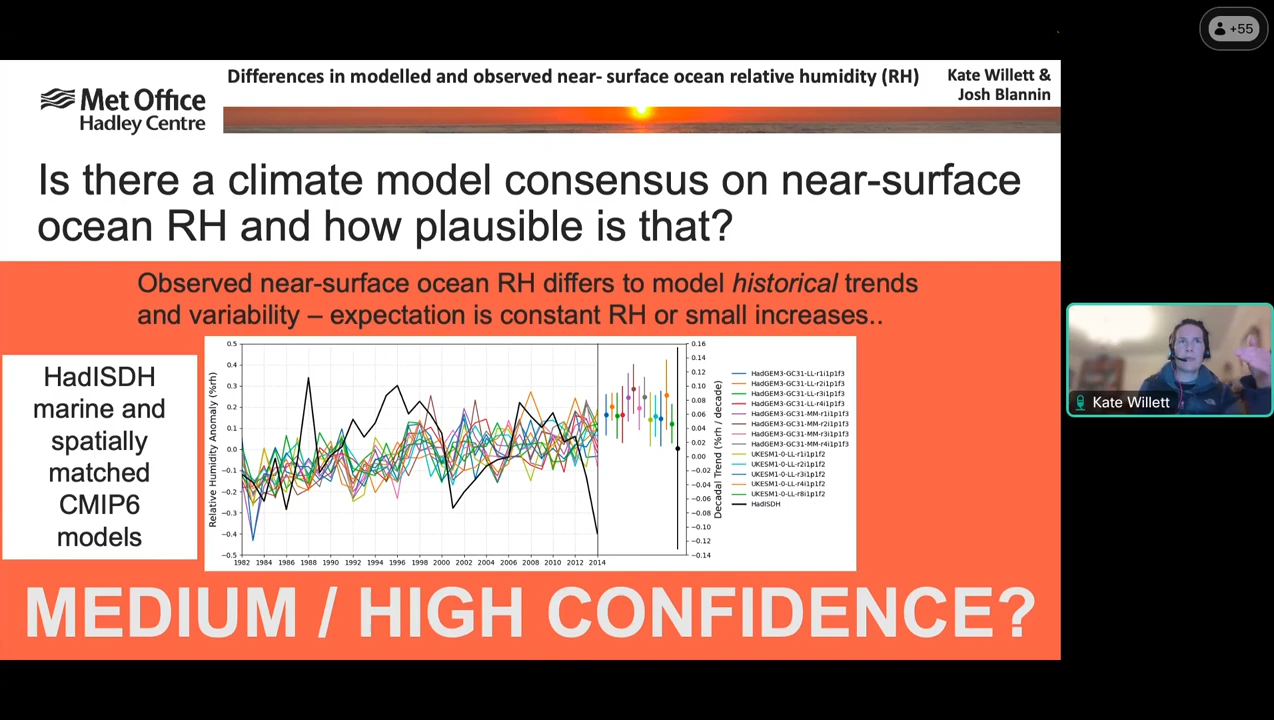 +55
Differences in modelled and observed near- surface ocean relative humidity (RH)
Kate Willett &
Josh Blannin
Met Office
Hadley Centre
Is there a climate model consensus on near-surface
ocean RH and how plausible is that?
Observed near-surface ocean RH differs to model historical trends
and variability – expectation is constant RH or small increases..
HadISDH
marine and
spatially
matched
CMIP6
models
Relative Humidity Anomaly (%rh)
0.5
0.4
0.3
0.2
0.1
0.0
−0.1
−0.2
−0.3
−0.4
−0.5
1982 1984 1986 1988 1990 1992 1994 1996 1998 2000 2002 2004 2006 2008 2010 2012 2014
0.16
0.14
0.12
0.10
0.08
0.06
0.04
0.02
0.00
−0.02
−0.04
−0.06
−0.08
−0.10
−0.12
−0.14
Decadal Trend (%rh / decade)
HadGEM3-GC31-LL-r1i1p1f3
HadGEM3-GC31-LL-r2i1p1f3
HadGEM3-GC31-LL-r3i1p1f3
HadGEM3-GC31-LL-r4i1p1f3
HadGEM3-GC31-MM-r1i1p1f3
HadGEM3-GC31-MM-r2i1p1f3
HadGEM3-GC31-MM-r3i1p1f3
HadGEM3-GC31-MM-r4i1p1f3
UKESM1-0-LL-r1i1p1f2
UKESM1-0-LL-r2i1p1f2
UKESM1-0-LL-r3i1p1f2
UKESM1-0-LL-r4i1p1f2
UKESM1-0-LL-r8i1p1f2
HadISDH
MEDIUM / HIGH CONFIDENCE?
Kate Willett